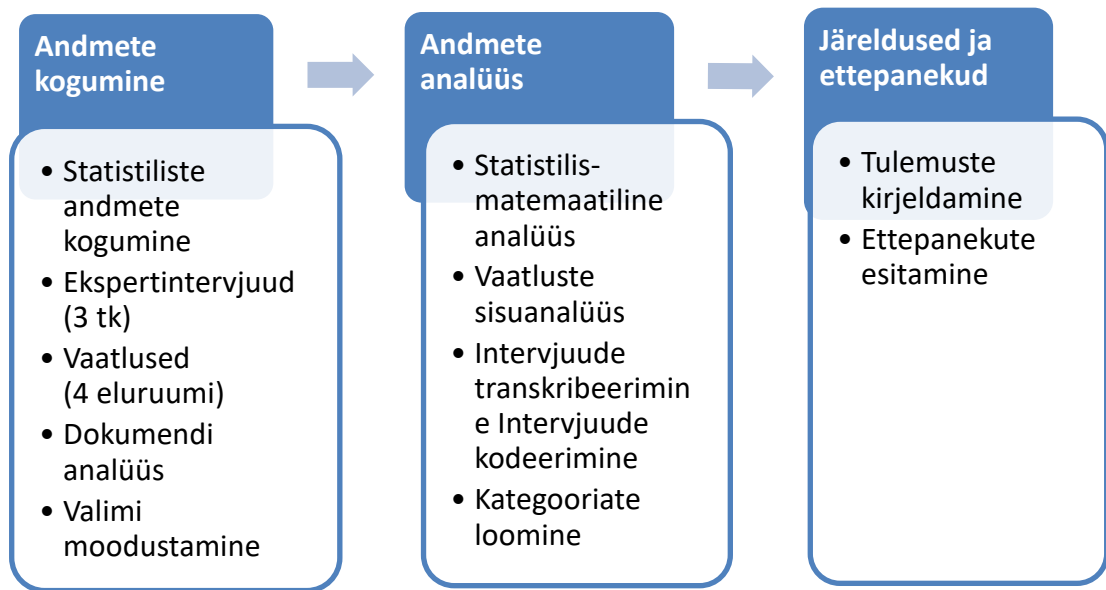 Andmete
kogumine
• Statistiliste
andmete
kogumine
• Ekspertintervjuud
(3 tk)
• Vaatlused
(4 eluruumi)
• Dokumendi
analüüs
• Valimi
moodustamine
Andmete
analüüs
• Statistilis-
matemaatiline
analüüs
• Vaatluste
sisuanalüüs
• Intervjuude
transkribeerimin
e Intervjuude
kodeerimine
• Kategooriate
loomine
Järeldused ja
ettepanekud
• Tulemuste
kirjeldamine
• Ettepanekute
esitamine